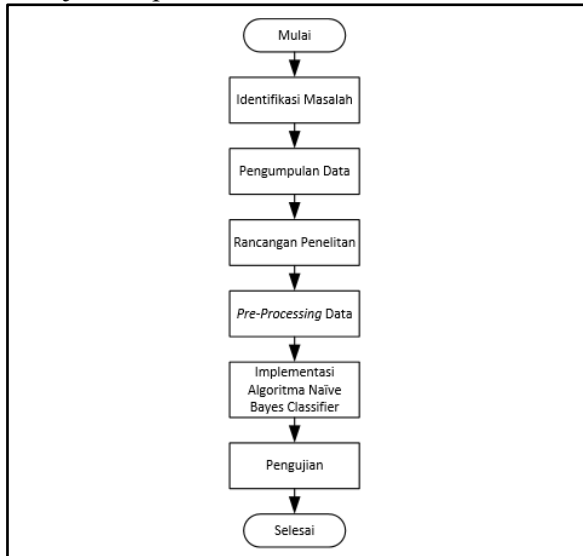 Mulai
Identifikasi Masalah
Pengumpulan Data
Rancangan Penelitan
Pre-Processing Data
Implementasi
Algoritma Naïve
Bayes Classifier
Pengujian
Selesai